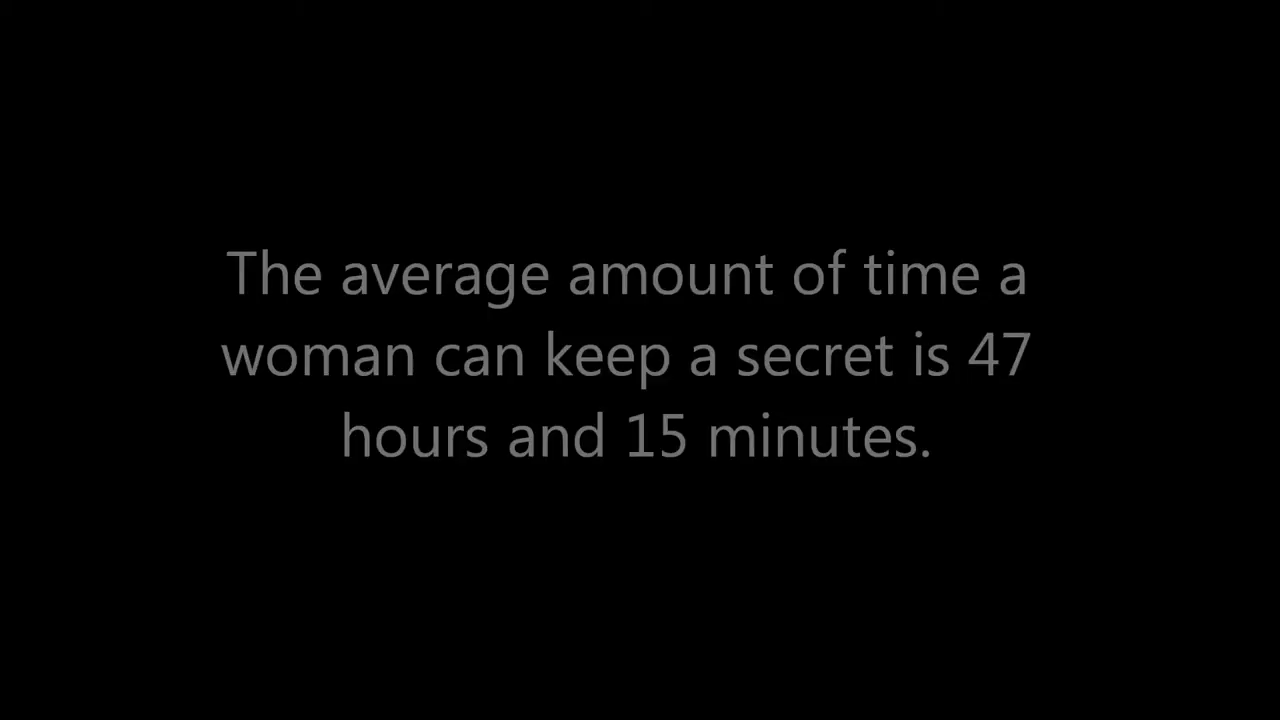 The average amount of time a
woman can keep a secret is 47
hours and 15 minutes.